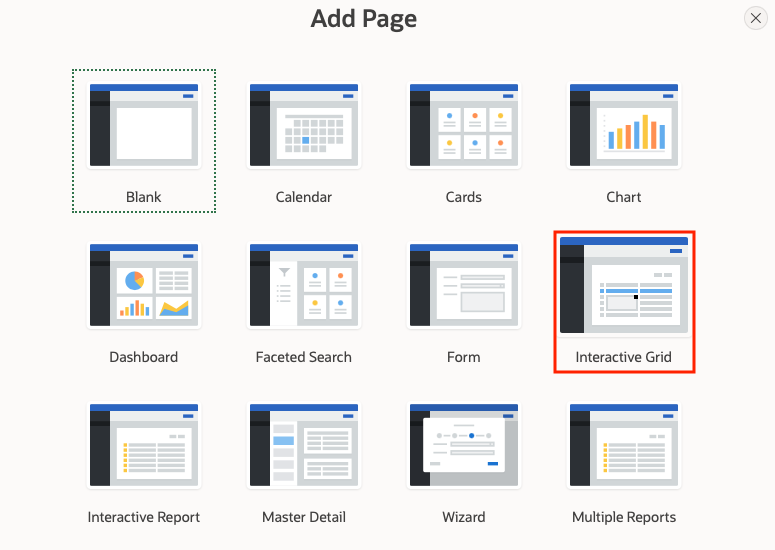 Add Page
Blank
Calendar
Cards
Chart
Dashboard
Faceted Search
Form
Interactive Grid
Interactive Report
Master Detail
Wizard
Multiple Reports